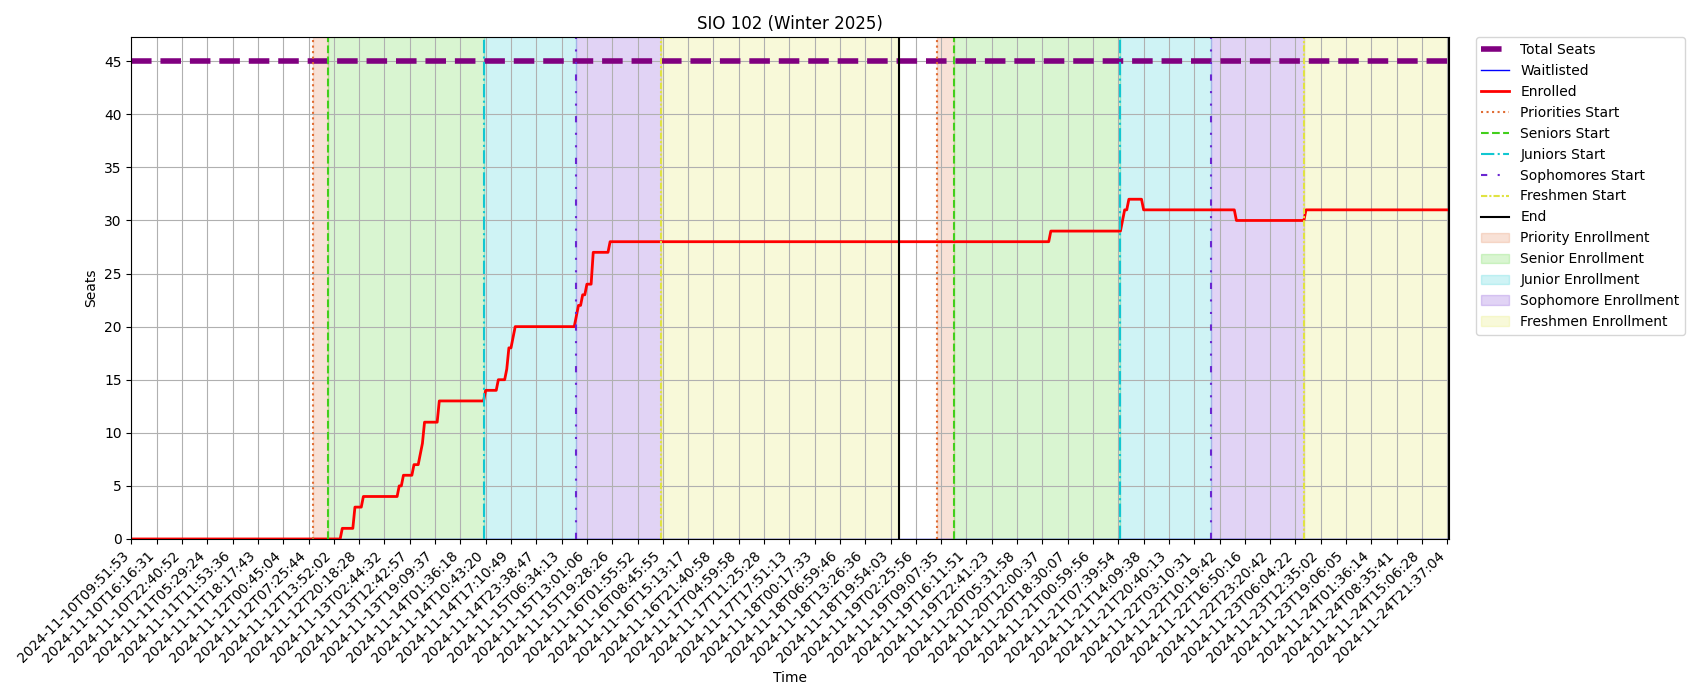 SIO 102 (Winter 2025)
45
40
35
30
25
20
15
10
5
0
Seats
2024-11-10T09:51:53
2024-11-10T16:16:31
2024-11-10T22:40:52
2024-11-11T05:29:24
2024-11-11T11:53:36
2024-11-11T18:17:43
2024-11-12T00:45:04
2024-11-12T07:25:44
2024-11-12T13:52:02
2024-11-12T20:18:28
2024-11-13T02:44:32
2024-11-13T12:42:57
2024-11-13T19:09:37
2024-11-14T01:36:18
2024-11-14T10:43:20
2024-11-14T17:10:49
2024-11-14T23:38:47
2024-11-15T06:34:13
2024-11-15T13:01:06
2024-11-15T19:28:26
2024-11-16T01:55:52
2024-11-16T08:45:55
2024-11-16T15:13:17
2024-11-16T21:40:58
2024-11-17T04:59:58
2024-11-17T11:25:28
2024-11-17T17:51:13
2024-11-18T00:17:33
2024-11-18T06:59:46
2024-11-18T13:26:36
2024-11-18T19:54:03
2024-11-19T02:25:56
2024-11-19T09:07:35
2024-11-19T16:11:51
2024-11-19T22:41:23
2024-11-20T05:31:58
2024-11-20T12:00:37
2024-11-20T18:30:07
2024-11-21T00:59:56
2024-11-21T07:39:54
2024-11-21T14:09:38
2024-11-21T20:40:13
2024-11-22T03:10:31
2024-11-22T10:19:42
2024-11-22T16:50:16
2024-11-22T23:20:42
2024-11-23T06:04:22
2024-11-23T12:35:02
2024-11-23T19:06:05
2024-11-24T01:36:14
2024-11-24T08:35:41
2024-11-24T15:06:28
2024-11-24T21:37:04
Time
Total Seats
Waitlisted
Enrolled
Priorities Start
Seniors Start
Juniors Start
Sophomores Start
Freshmen Start
End
Priority Enrollment
Senior Enrollment
Junior Enrollment
Sophomore Enrollment
Freshmen Enrollment